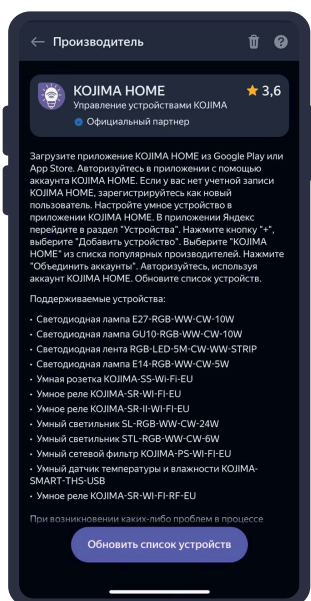 Производитель
KOJIMA HOME
3,6
Управление устройствами KOJIMA
Официальный партнер
Загрузите приложение KOJIMA HOME из Google Play или
App Store. Авторизуйтесь в приложении с помощью
аккаунта KOJIMA HOME. Если у вас нет учетной записи
KOJIMA HOME, зарегистрируйтесь как новый
пользователь. Настройте умное устройство в
приложении KOJIMA HOME. В приложении Яндекс
перейдите в раздел "Устройства". Нажмите кнопку "+",
выберите "Добавить устройство". Выберите "KOJIMA
HOME" из списка популярных производителей. Нажмите
"Объединить аккаунты". Авторизуйтесь, используя
аккаунт KOJIMA HOME. Обновите список устройств.
Поддерживаемые устройства:
• Светодиодная лампа E27-RGB-WW-CW-10W
• Светодиодная лампа GU10-RGB-WW-CW-10W
• Светодиодная лента RGB-LED-5M-CW-WW-STRIP
• Светодиодная лампа E14-RGB-WW-CW-5W
• Умная розетка KOJIMA-SS-Wi-Fi-EU
• Умное реле KOJIMA-SR-WI-FI-EU
• Умное реле KOJIMA-SR-II-WI-FI-EU
• Умный светильник SL-RGB-WW-CW-24W
• Умный светильник STL-RGB-WW-CW-6W
• Умный сетевой фильтр KOJIMA-PS-WI-FI-EU
• Умный датчик температуры и влажности KOJIMA-
SMART-THS-USB
• Умное реле KOJIMA-SR-WI-FI-RF-EU
При возникновении каких-либо проблем в процессе
Обновить список устройств